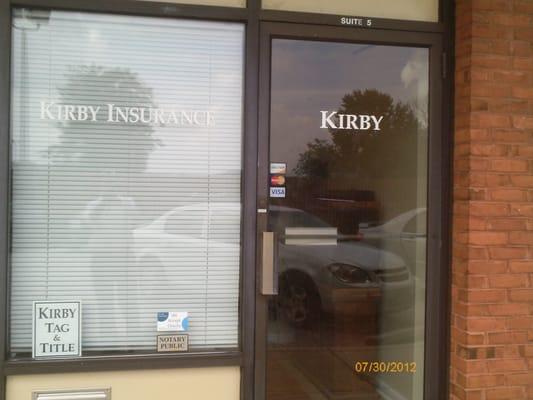 SUITE 5
KIRBY INSURANCE
KIRBY
VISA
KIRBY
TAG
&
TITLE
NOTARY
PUBLIC
07/30/2012